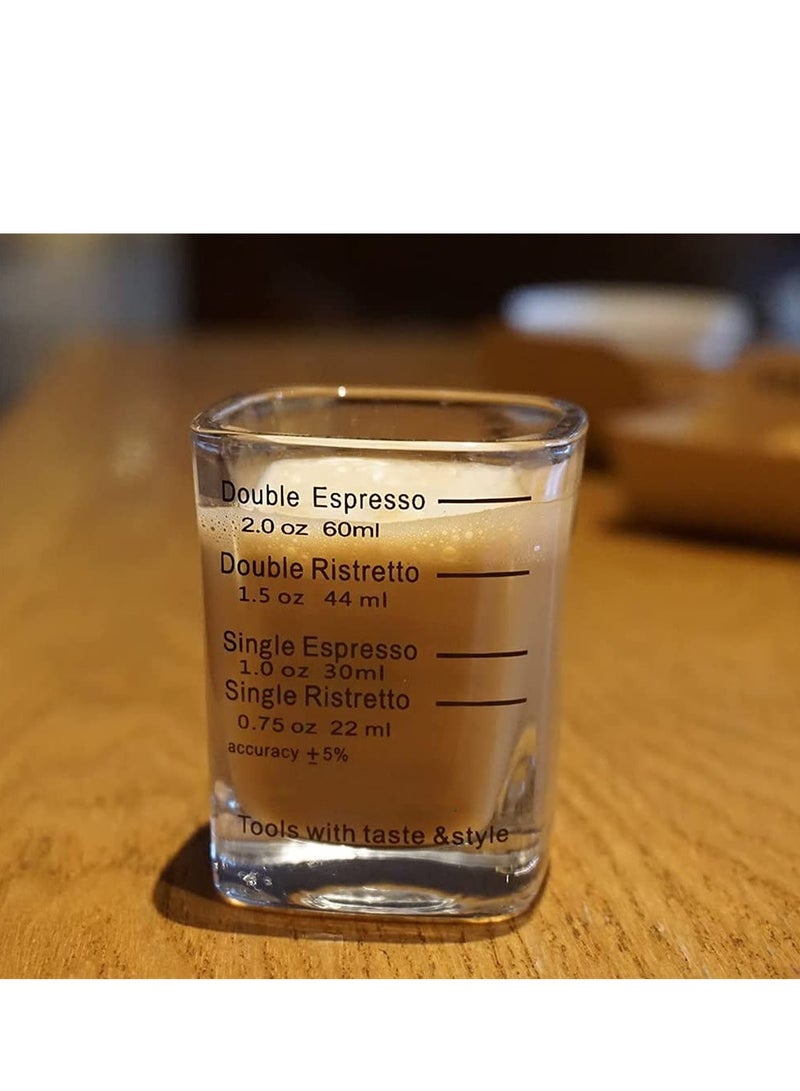 Double Espresso
2.0 oz 60ml
Double Ristretto
1.5 oz 44 ml
Single Espresso
1.0 oz 30ml
Single Ristretto
0.75 oz 22 ml
accuracy ±5%
Tools with taste &style